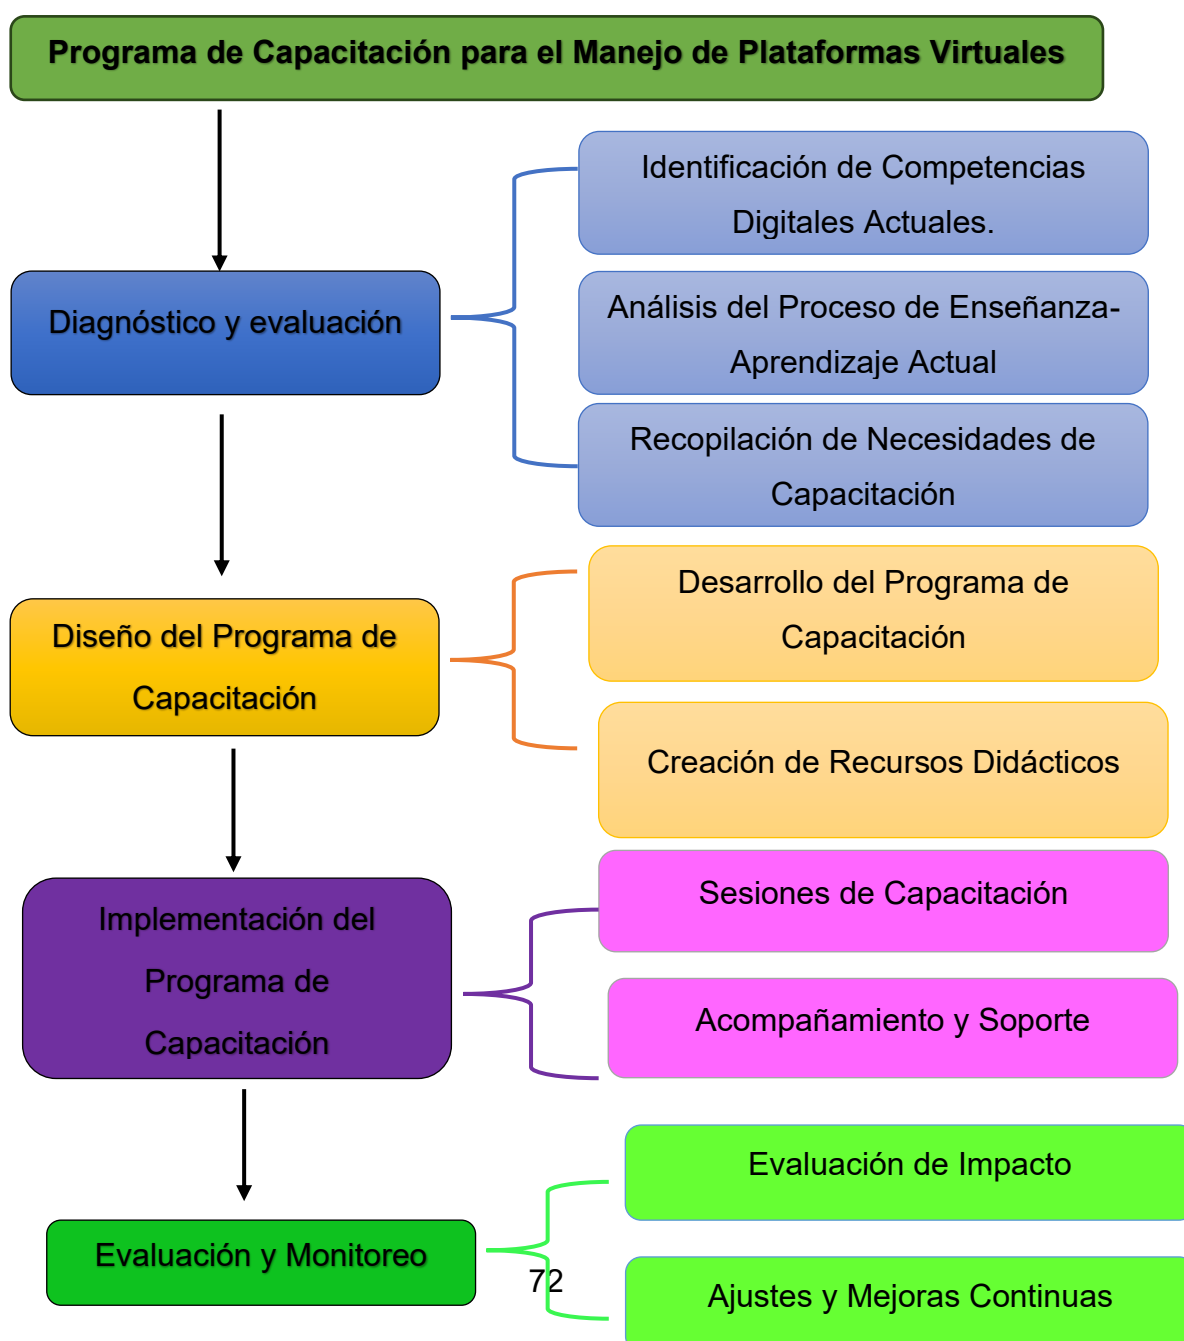 Programa de Capacitación para el Manejo de Plataformas Virtuales
Diagnóstico y evaluación
Identificación de Competencias
Digitales Actuales.
Análisis del Proceso de Enseñanza-
Aprendizaje Actual
Recopilación de Necesidades de
Capacitación
Diseño del Programa de
Capacitación
Desarrollo del Programa de
Capacitación
Creación de Recursos Didácticos
Implementación del
Programa de
Capacitación
Sesiones de Capacitación
Acompañamiento y Soporte
Evaluación y Monitoreo
Evaluación de Impacto
Ajustes y Mejoras Continuas
72